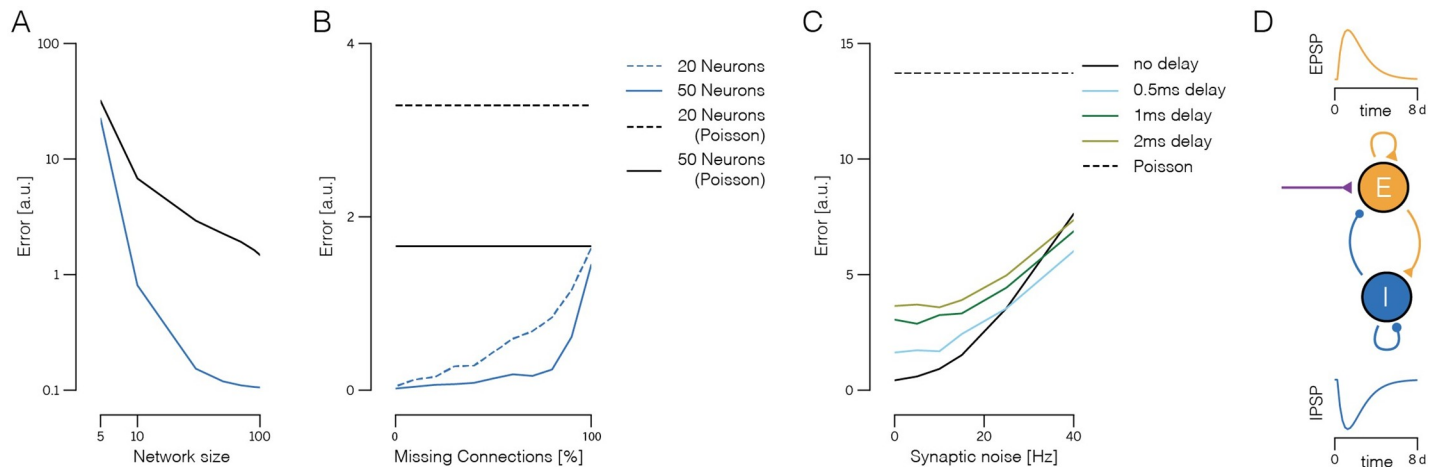 A
100
10
1
0.1
Error [a.u.]
5
10
100
Network size
B
4
2
0
Error [a.u.]
0
100
Missing Connections [%]
20 Neurons
50 Neurons
20 Neurons
(Poisson)
50 Neurons
(Poisson)
C
15
10
5
0
Error [a.u.]
0
20
40
Synaptic noise [Hz]
no delay
0.5ms delay
1ms delay
2ms delay
Poisson
D
EPSP
0
time
8 d
E
I
IPSP
0
time
8 d